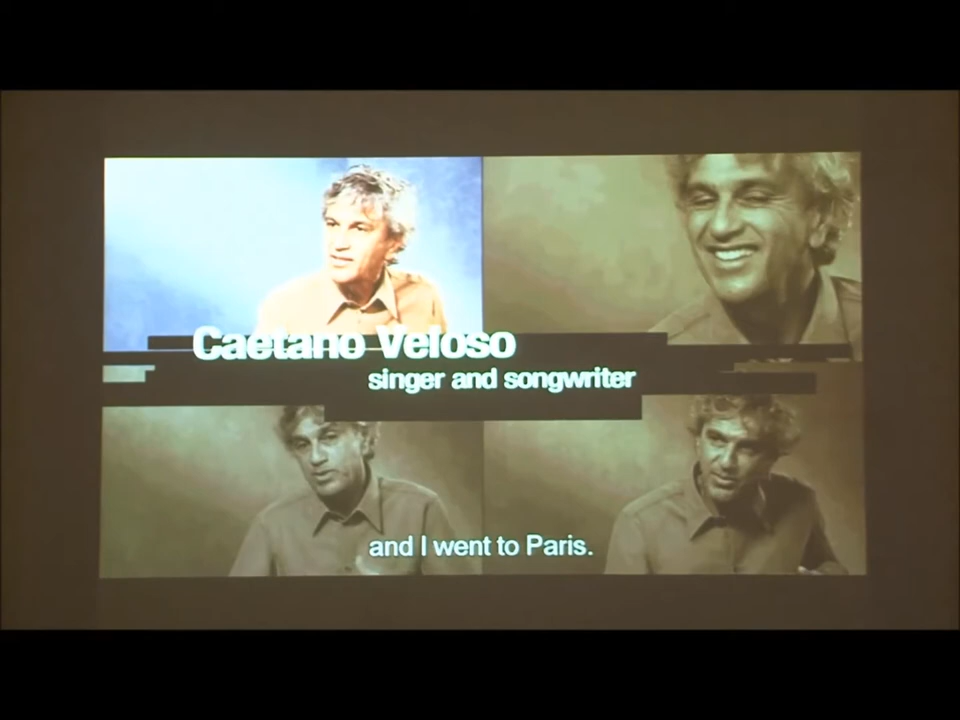 Caetano Veloso
singer and songwriter
and I went to Paris.